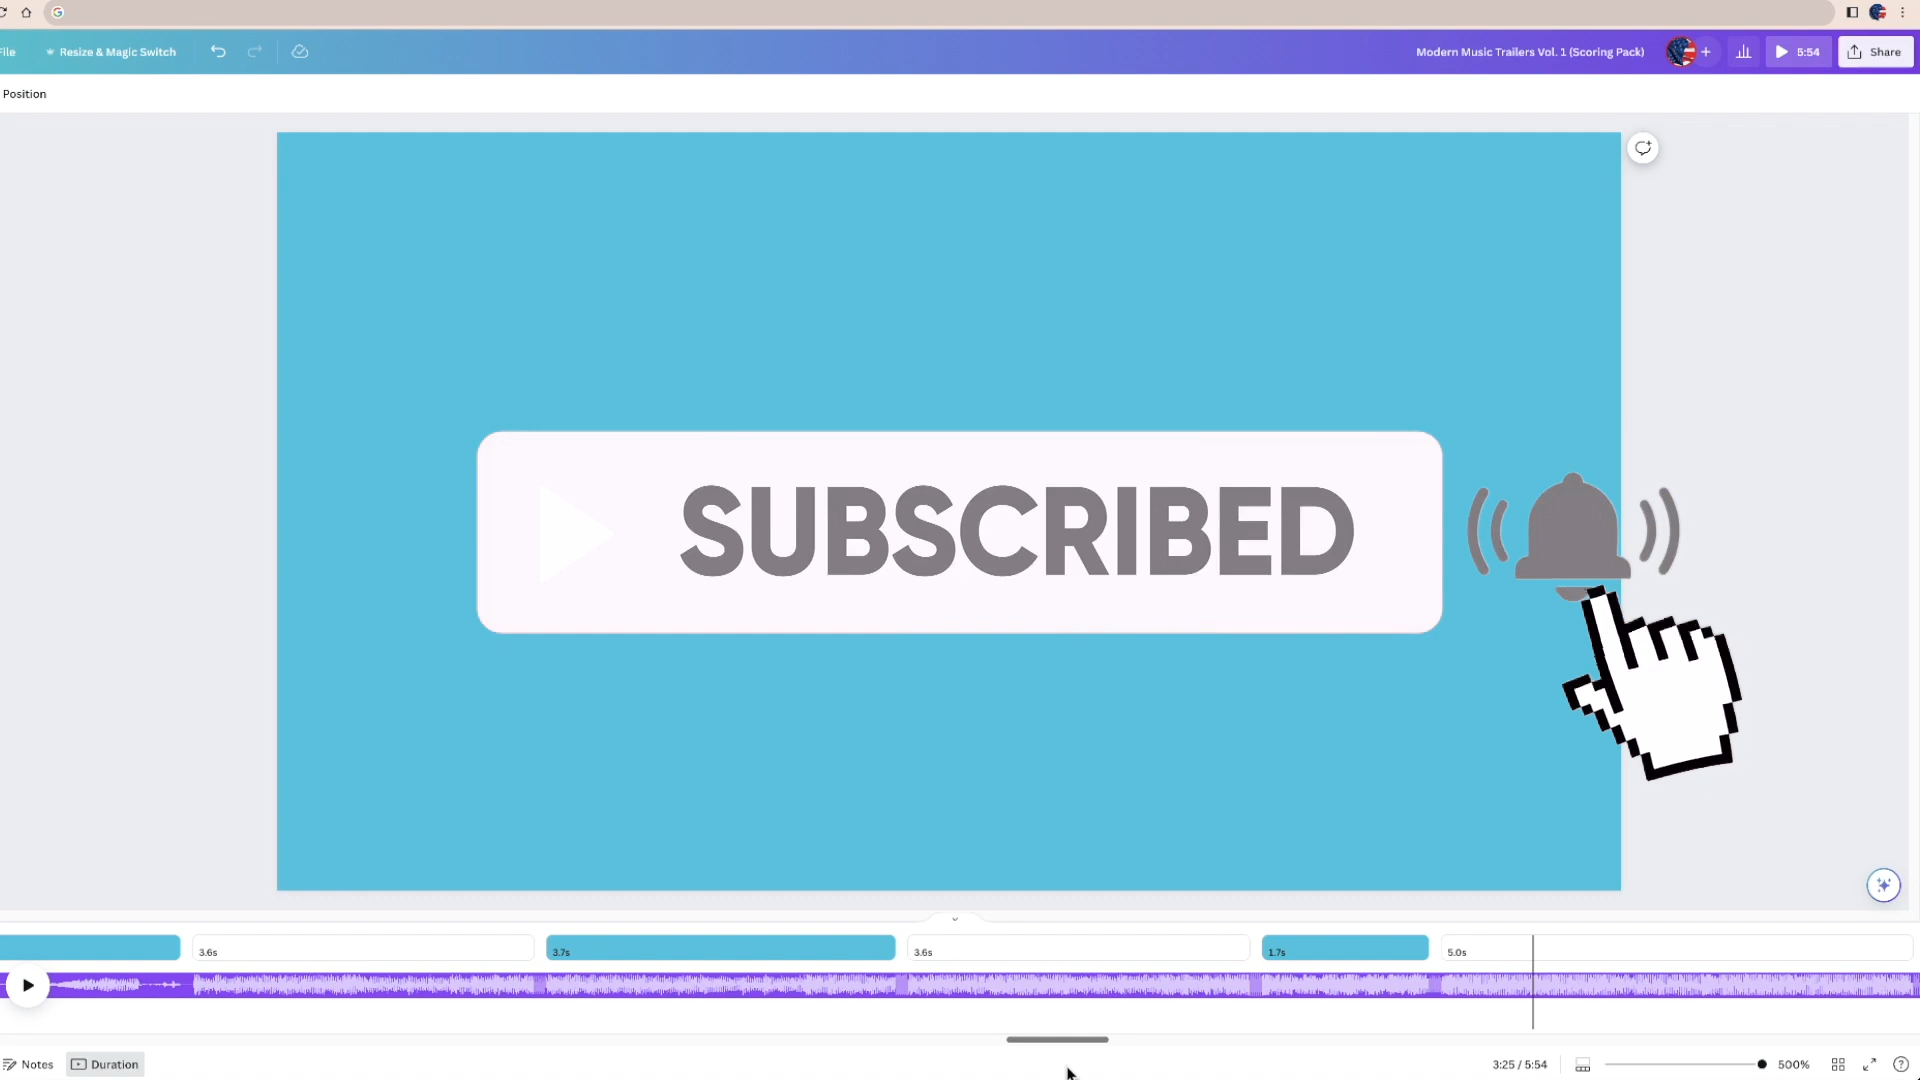 File
Resize & Magic Switch
Modern Music Trailers Vol. 1 (Scoring Pack)
5:54
Share
Position
SUBSCRIBED
3.6s
3.7s
3.6s
1.7s
5.0s
Notes
Duration
3:25 / 5:54
500%